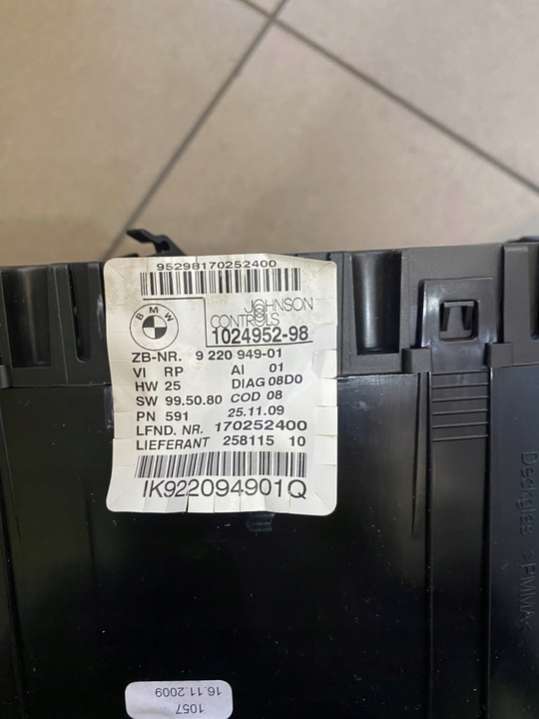 95298170252400
BMW
JOHNSON
CONTROLS
1024952-98
ZB-NR. 9 220 949-01
VI RP AI 01
HW 25 DIAG 08D0
SW 99.50.80 COD 08
PN 591 25.11.09
LFND. NR. 170252400
LIEFERANT 258115 10
IK922094901Q
Deckglas >PMMA<
1057
16.11.2009